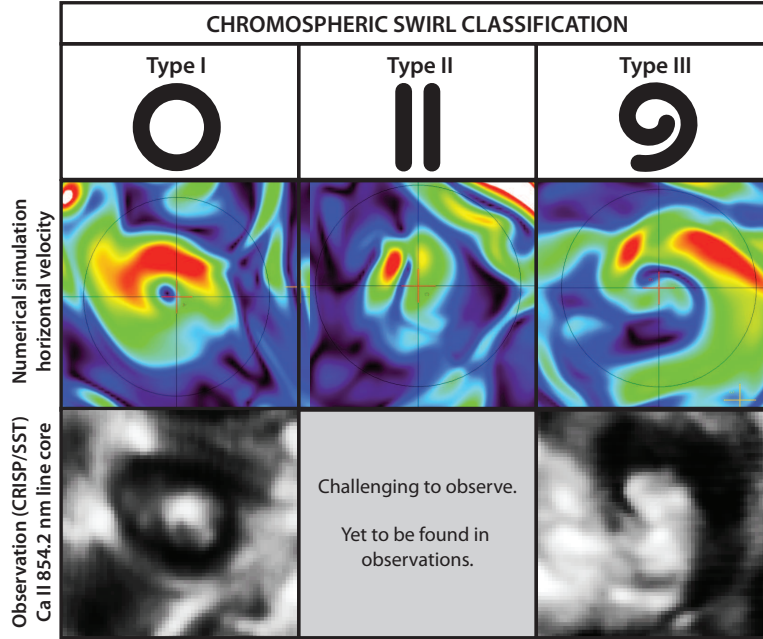 CHROMOSPHERIC SWIRL CLASSIFICATION
Type I
Type II
Type III
Numerical simulation
horizontal velocity
Observation (CRISP/SST)
Ca II 854.2 nm line core
Challenging to observe.
Yet to be found in
observations.